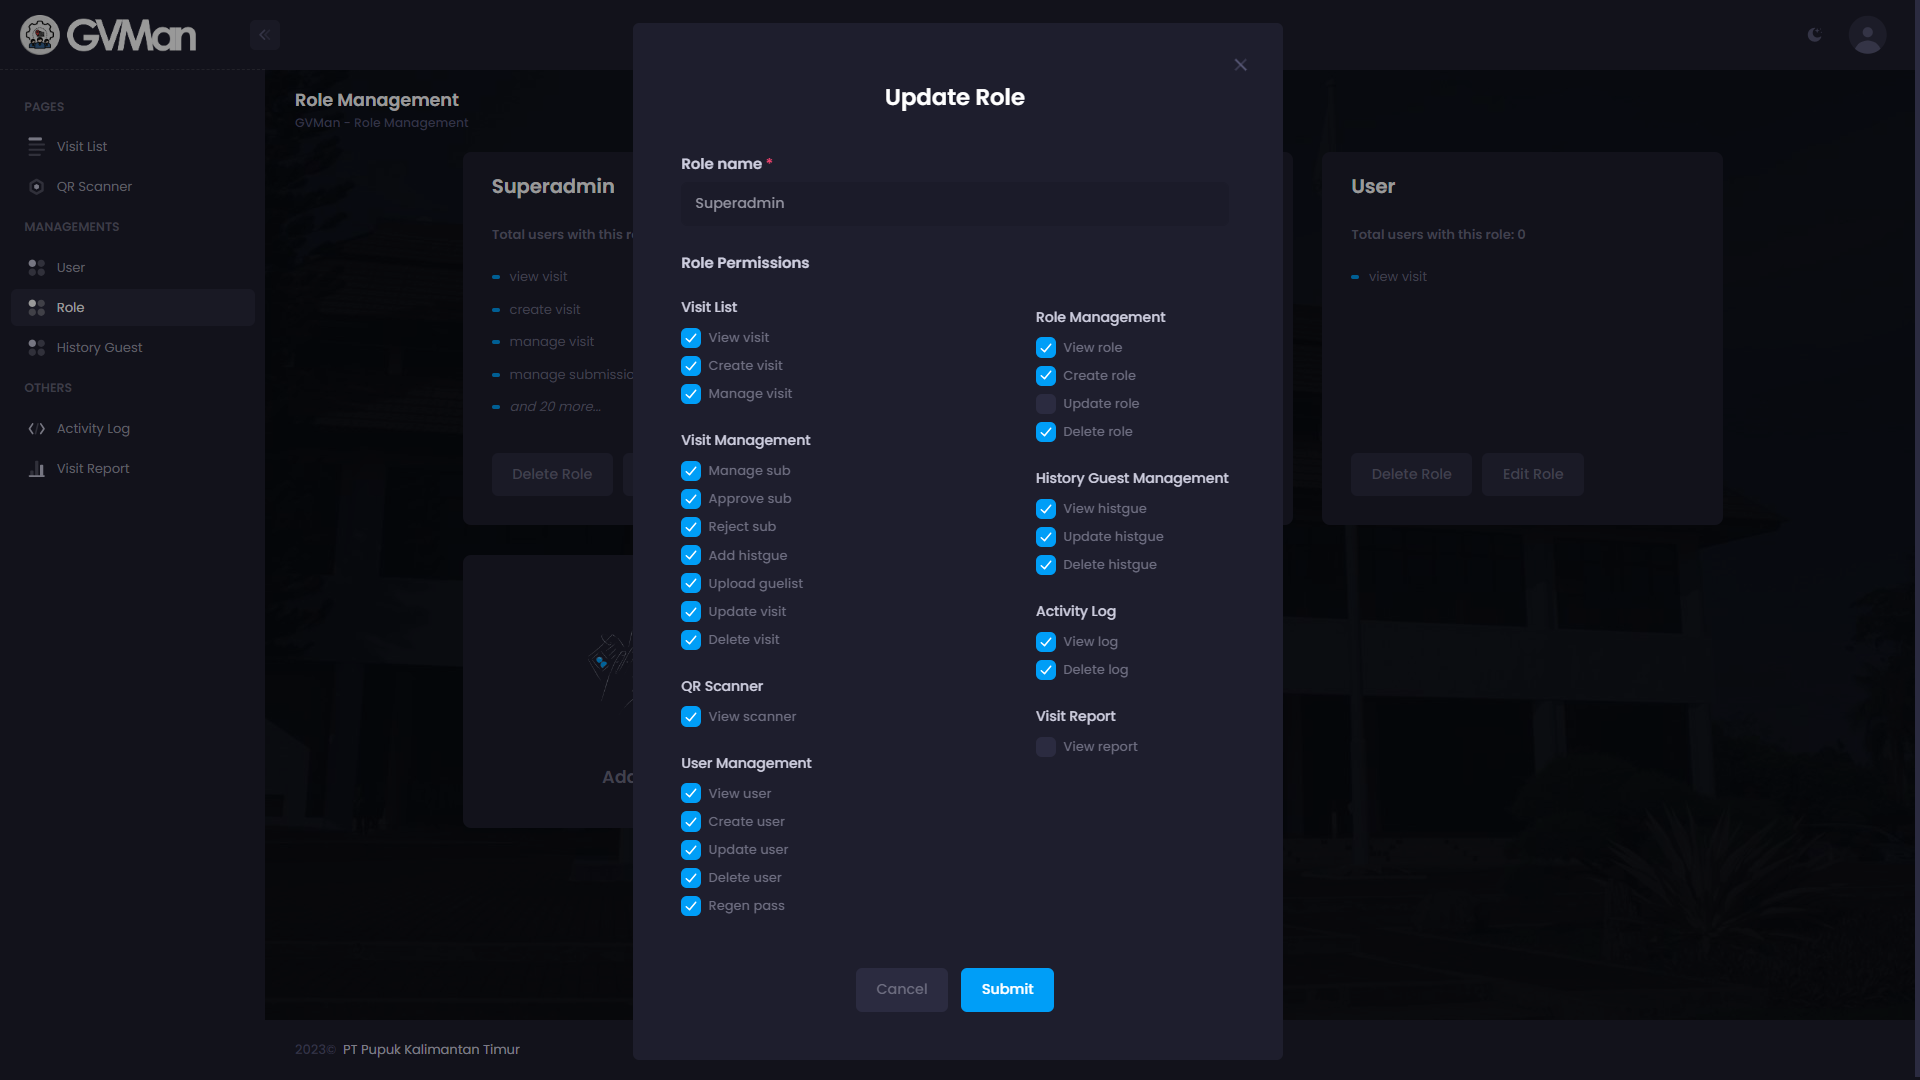 GVMan
PAGES
Visit List
QR Scanner
MANAGEMENTS
User
Role
History Guest
OTHERS
Activity Log
Visit Report
Role Management
GVMan - Role Management
Superadmin
Total users with this
view visit
create visit
manage visit
manage
and 20 more...
Delete Role
User
Total users with this role: 0
view visit
Delete Role
Edit Role
Update Role
Role name *
Superadmin
Role Permissions
Visit List
View visit
Create visit
Manage visit
Visit Management
Manage sub
Approve sub
Reject sub
Add histgue
Upload guelist
Update visit
Delete visit
QR Scanner
View scanner
User Management
View user
Create user
Update user
Delete user
Regen pass
Role Management
View role
Create role
Update role
Delete role
History Guest Management
View histgue
Update histgue
Delete histgue
Activity Log
View log
Delete log
Visit Report
View report
Cancel
Submit
2023© PT Pupuk Kalimantan Timur